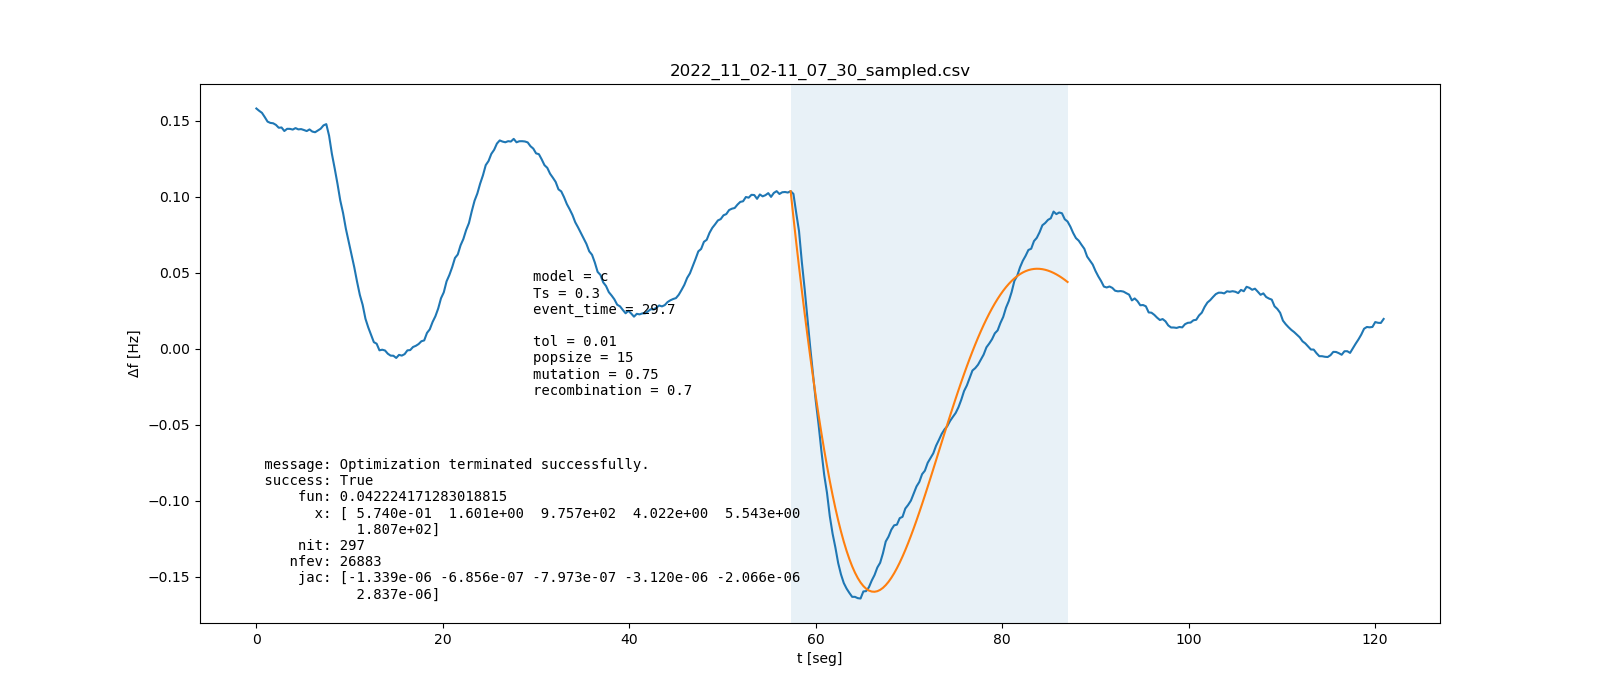 2022_11_02-11_07_30_sampled.csv
Δf [Hz]
0.15
0.10
0.05
0.00
−0.05
−0.10
−0.15
model = c
Ts = 0.3
event_time = 29.7
tol = 0.01
popsize = 15
mutation = 0.75
recombination = 0.7
message: Optimization terminated successfully.
success: True
fun: 0.042224171283018815
x: [ 5.740e-01  1.601e+00  9.757e+02  4.022e+00  5.543e+00
1.807e+02]
nit: 297
nfev: 26883
jac: [-1.339e-06 -6.856e-07 -7.973e-07 -3.120e-06 -2.066e-06
2.837e-06]
0 20 40 60 80 100 120
t [seg]